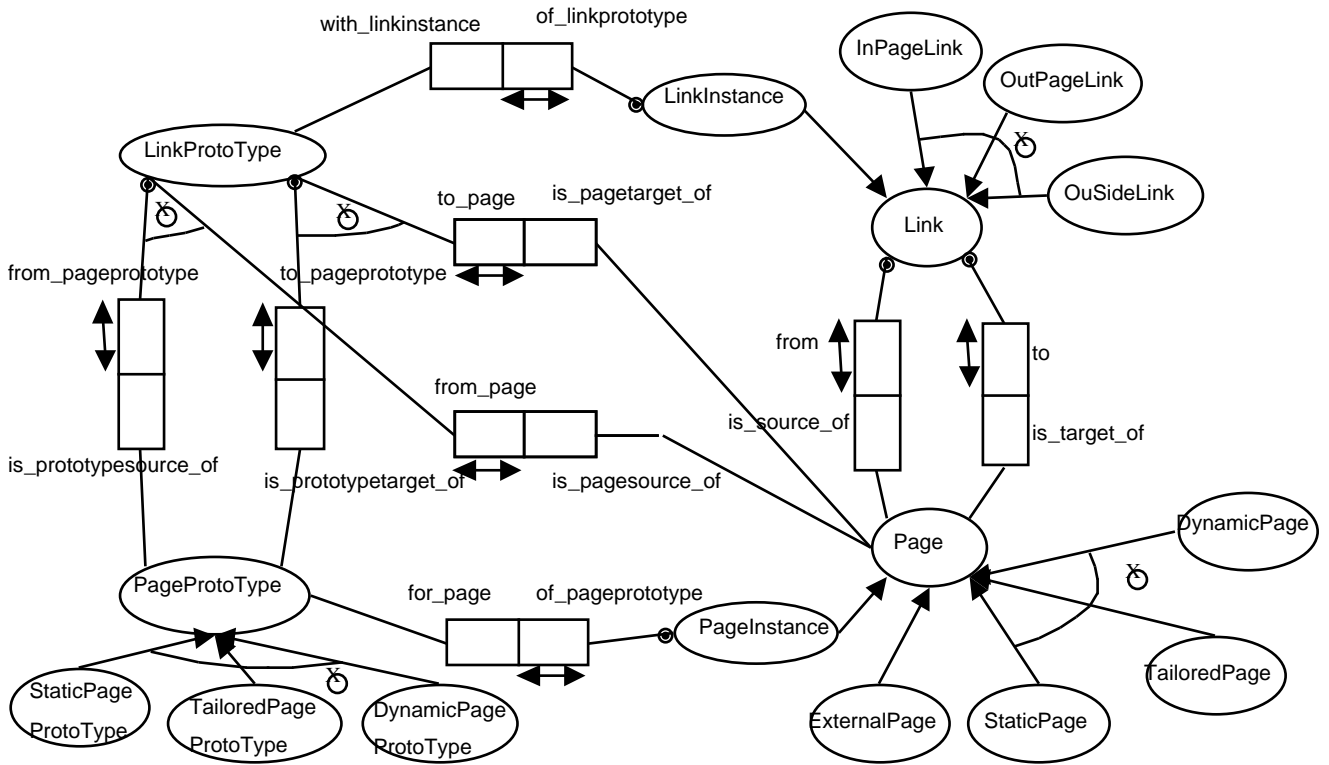 with_linkinstance
of_linkprototype
InPageLink
OutPageLink
LinkInstance
LinkProtoType
X
X
X
to_page
is_pagetarget_of
OuSideLink
Link
from_pageprototype
to_pageprototype
from
to
from_page
is_source_of
is_target_of
is_prototypesource_of
is_prototypetarget_of
is_pagesource_of
Page
DynamicPage
PageProtoType
for_page
of_pageprototype
X
PageInstance
X
TailoredPage
StaticPage
ProtoType
TailoredPage
ProtoType
DynamicPage
ProtoType
ExternalPage
StaticPage